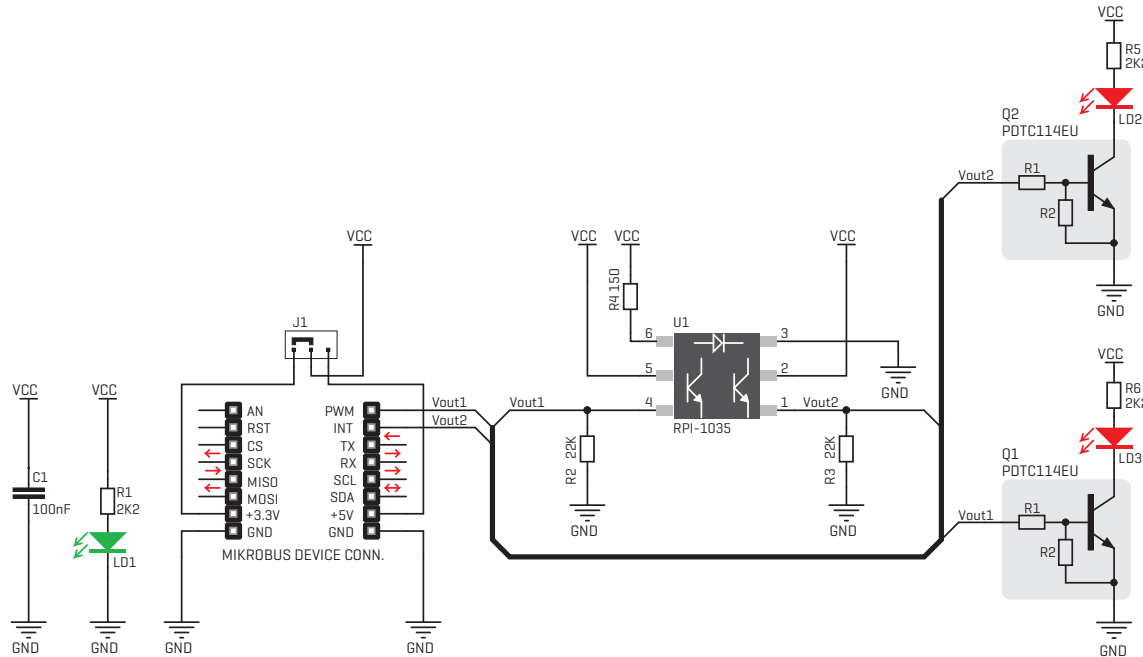 VCC
R5
2K2
LD2
Q2
PDTC114EU
Vout2
R1
R2
GND
VCC
VCC
VCC
VCC
R4 150
U1
6
3
5
2
4
1
GND
RPI-1035
J1
VCC
VCC
C1
100nF
R1
2K2
LD1
GND
GND
AN
RST
CS
SCK
MISO
MOSI
+3.3V
GND
PWM
INT
TX
RX
SCL
SDA
+5V
GND
MIKROBUS DEVICE CONN.
GND
GND
Vout1
Vout2
Vout1
Vout2
R2 22K
GND
R3 22K
GND
VCC
R6
2K2
LD3
Q1
PDTC114EU
Vout1
R1
R2
GND